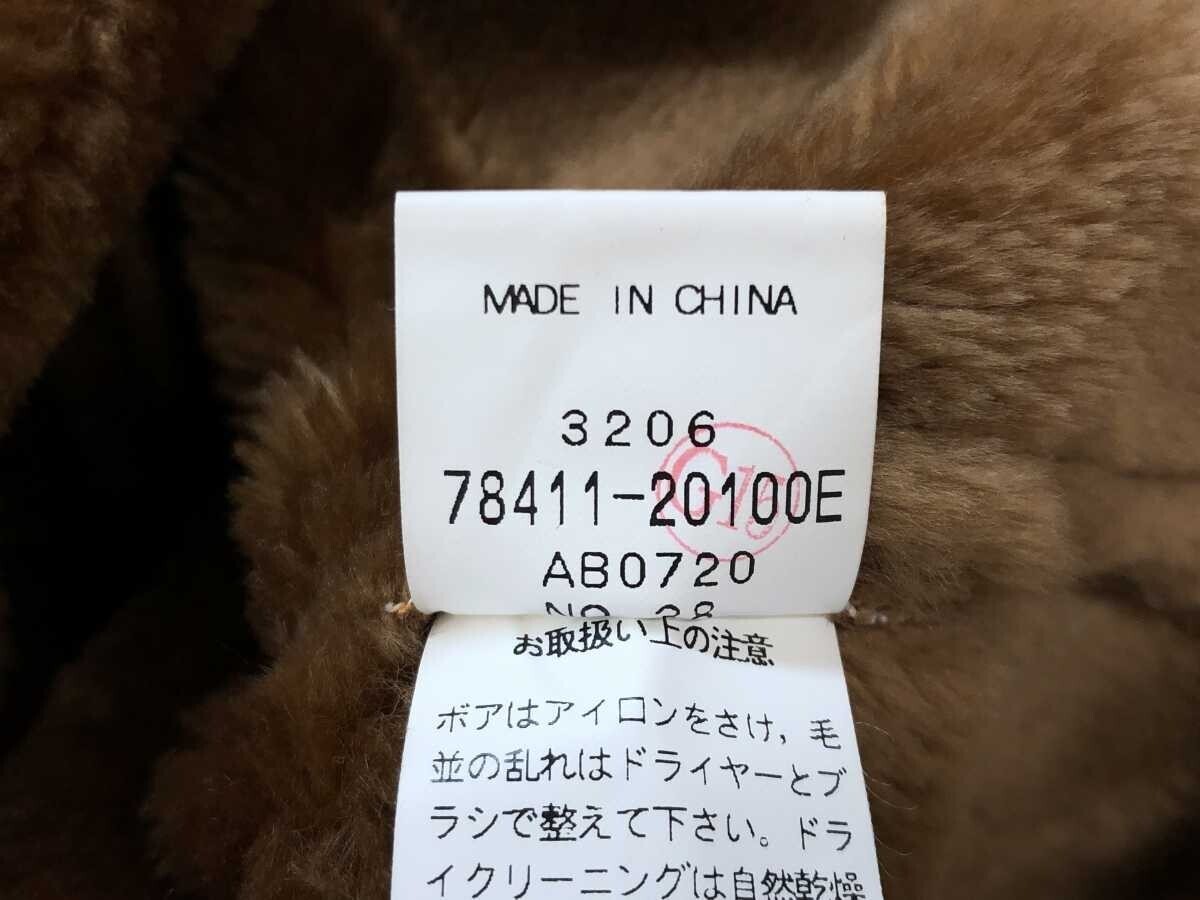 MADE IN CHINA
3206
G15
78411-20100E
AB0720
お取扱い上の注意
ボアはアイロンをさけ，毛
並の乱れはドライヤーとブ
ラシで整えて下さい。ドラ
イクリーニングは自然乾燥